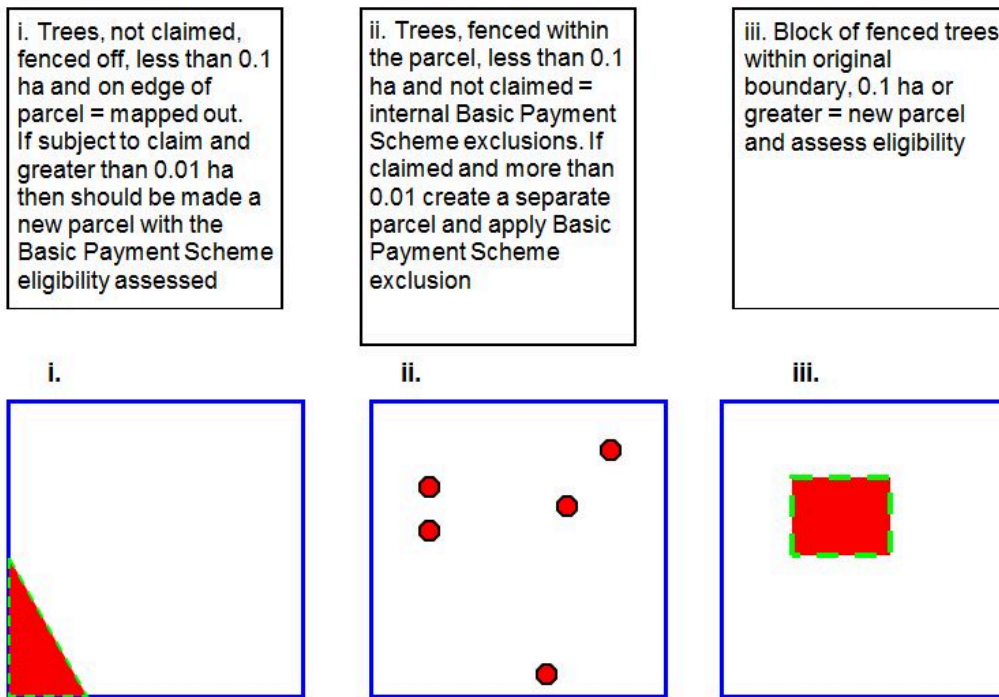 i. Trees, not claimed,
fenced off, less than 0.1
ha and on edge of
parcel = mapped out.
If subject to claim and
greater than 0.01 ha
then should be made a
new parcel with the
Basic Payment Scheme
eligibility assessed
ii. Trees, fenced within
the parcel, less than 0.1
ha and not claimed =
internal Basic Payment
Scheme exclusions. If
claimed and more than
0.01 create a separate
parcel and apply Basic
Payment Scheme
exclusion
iii. Block of fenced trees
within original
boundary, 0.1 ha or
greater = new parcel
and assess eligibility
i.
ii.
iii.